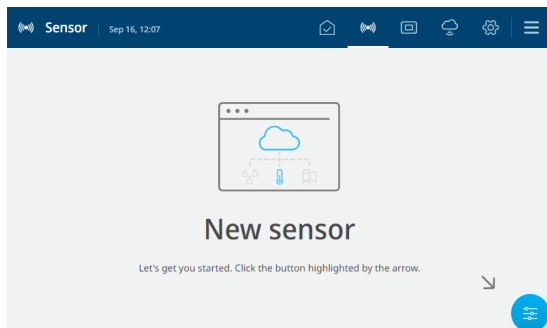 Sensor Sep 16, 12:07
New sensor
Let's get you started. Click the button highlighted by the arrow.